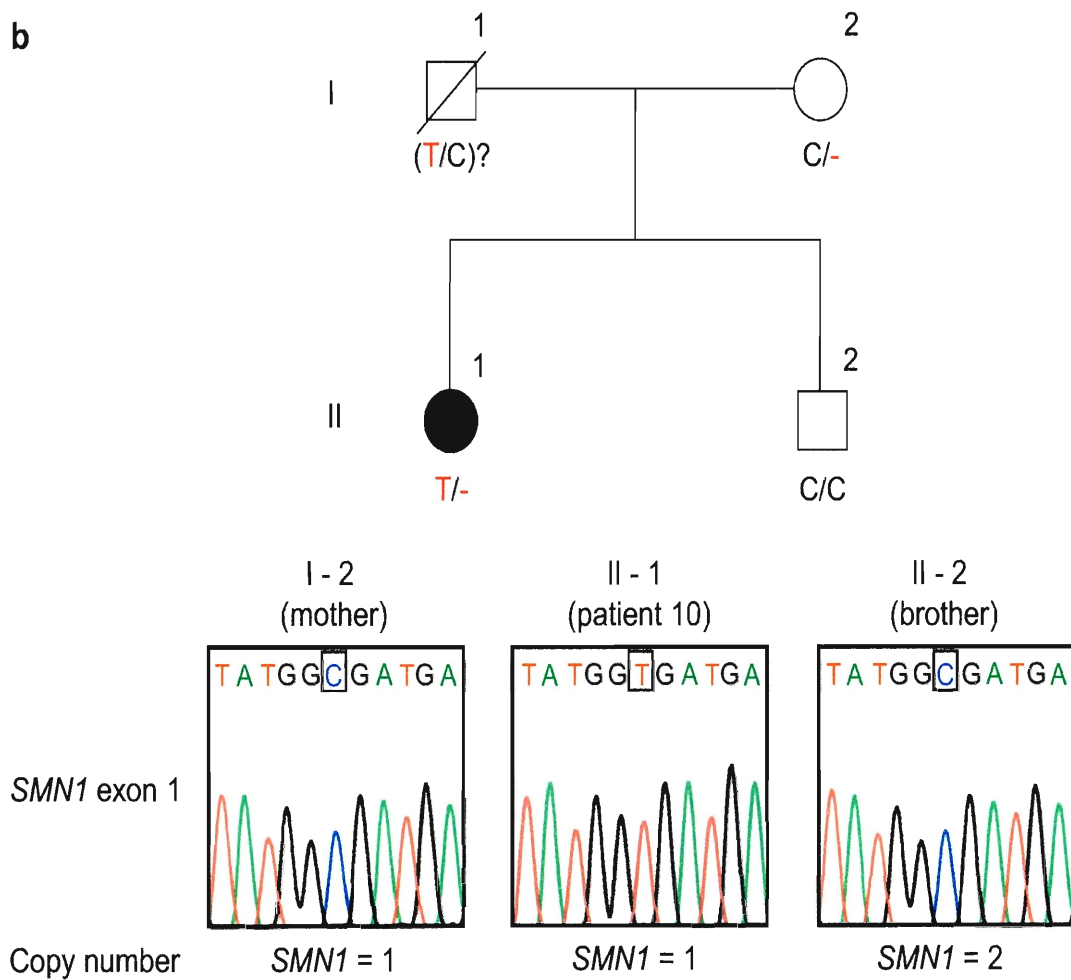 b
1 2
I
(T/C)? C/-
1 2
II
T/- C/C
I - 2 II - 1 II - 2
(mother) (patient 10) (brother)
TATGGCGATGA TATGGTGATGA TATGGCGATGA
SMN1 exon 1
Copy number SMN1 = 1 SMN1 = 1 SMN1 = 2